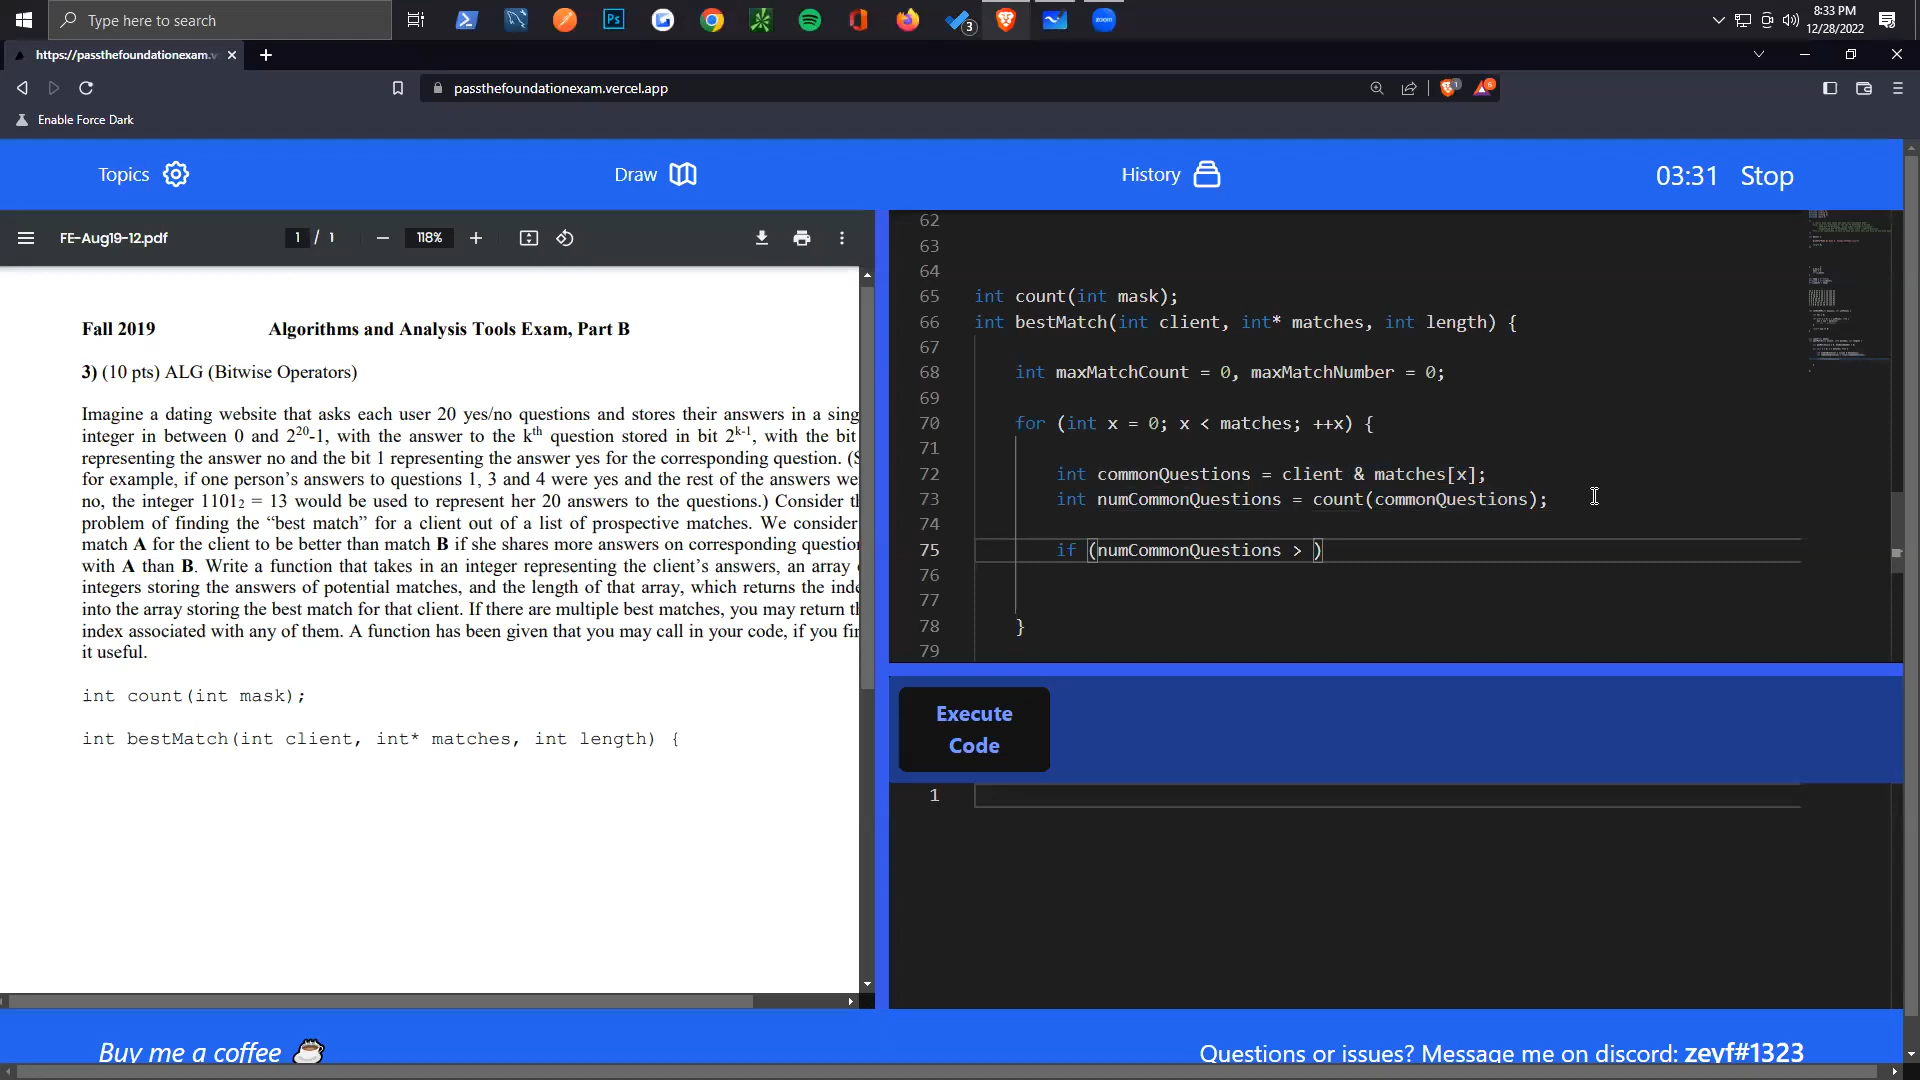 Type here to search
Ps
3
zoom
8:33 PM
12/28/2022
https://passthefoundationexam.v
passthefoundationexam.vercel.app
1
6
Enable Force Dark
Topics
Draw
History
03:31 Stop
FE-Aug19-12.pdf
1 / 1
118%
Fall 2019 Algorithms and Analysis Tools Exam, Part B
3) (10 pts) ALG (Bitwise Operators)
Imagine a dating website that asks each user 20 yes/no questions and stores their answers in a sing
integer in between 0 and 2²⁰-1, with the answer to the kᵗʰ question stored in bit 2ᵏ⁻¹, with the bit
representing the answer no and the bit 1 representing the answer yes for the corresponding question. (S
for example, if one person's answers to questions 1, 3 and 4 were yes and the rest of the answers we
no, the integer 1101₂ = 13 would be used to represent her 20 answers to the questions.) Consider th
problem of finding the “best match” for a client out of a list of prospective matches. We consider
match A for the client to be better than match B if she shares more answers on corresponding question
with A than B. Write a function that takes in an integer representing the client's answers, an array o
integers storing the answers of potential matches, and the length of that array, which returns the inde
into the array storing the best match for that client. If there are multiple best matches, you may return th
index associated with any of them. A function has been given that you may call in your code, if you fin
it useful.
int count(int mask);
int bestMatch(int client, int* matches, int length) {
62
63
64
65 int count(int mask);
66 int bestMatch(int client, int* matches, int length) {
67
68 int maxMatchCount = 0, maxMatchNumber = 0;
69
70 for (int x = 0; x < matches; ++x) {
71
72 int commonQuestions = client & matches[x];
73 int numCommonQuestions = count(commonQuestions);
74
75 if (numCommonQuestions > )
76
77
78 }
79
Execute
Code
1
Buy me a coffee
Questions or issues? Message me on discord: zeyf#1323